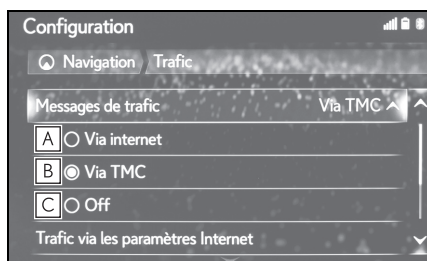 Configuration
Navigation Trafic
Messages de trafic Via TMC
A Via internet
B Via TMC
C Off
Trafic via les paramètres Internet